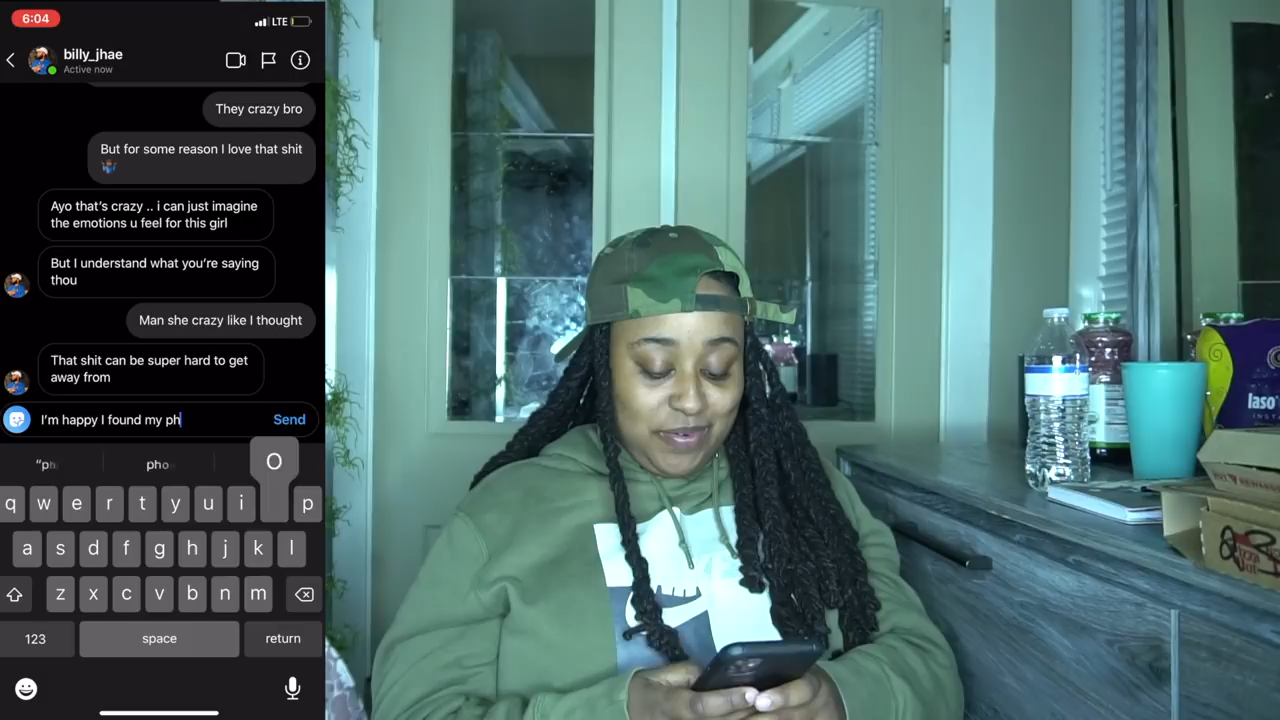 6:04
LTE
billy_jhae
Active now
They crazy bro
But for some reason I love that shit
🤷🏾‍♂️
Ayo that's crazy .. i can just imagine
the emotions u feel for this girl
But I understand what you're saying
thou
Man she crazy like I thought
That shit can be super hard to get
away from
I'm happy I found my ph
Send
"ph
pho
O
q w e r t y u i p
a s d f g h j k l
z x c v b n m
123
space
return
laso